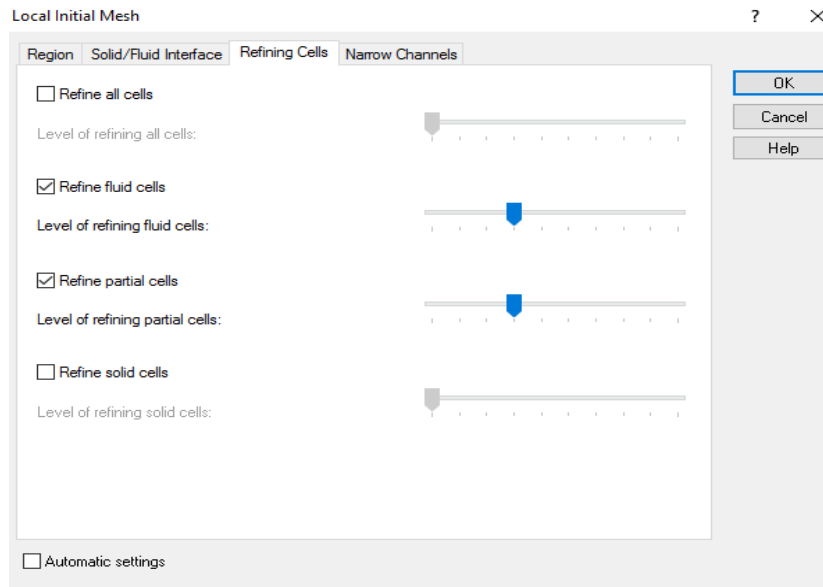 Local Initial Mesh ?
Region Solid/Fluid Interface Refining Cells Narrow Channels
OK
Refine all cells
Cancel
Level of refining all cells:
Help
Refine fluid cells
Level of refining fluid cells:
Refine partial cells
Level of refining partial cells:
Refine solid cells
Level of refining solid cells:
Automatic settings